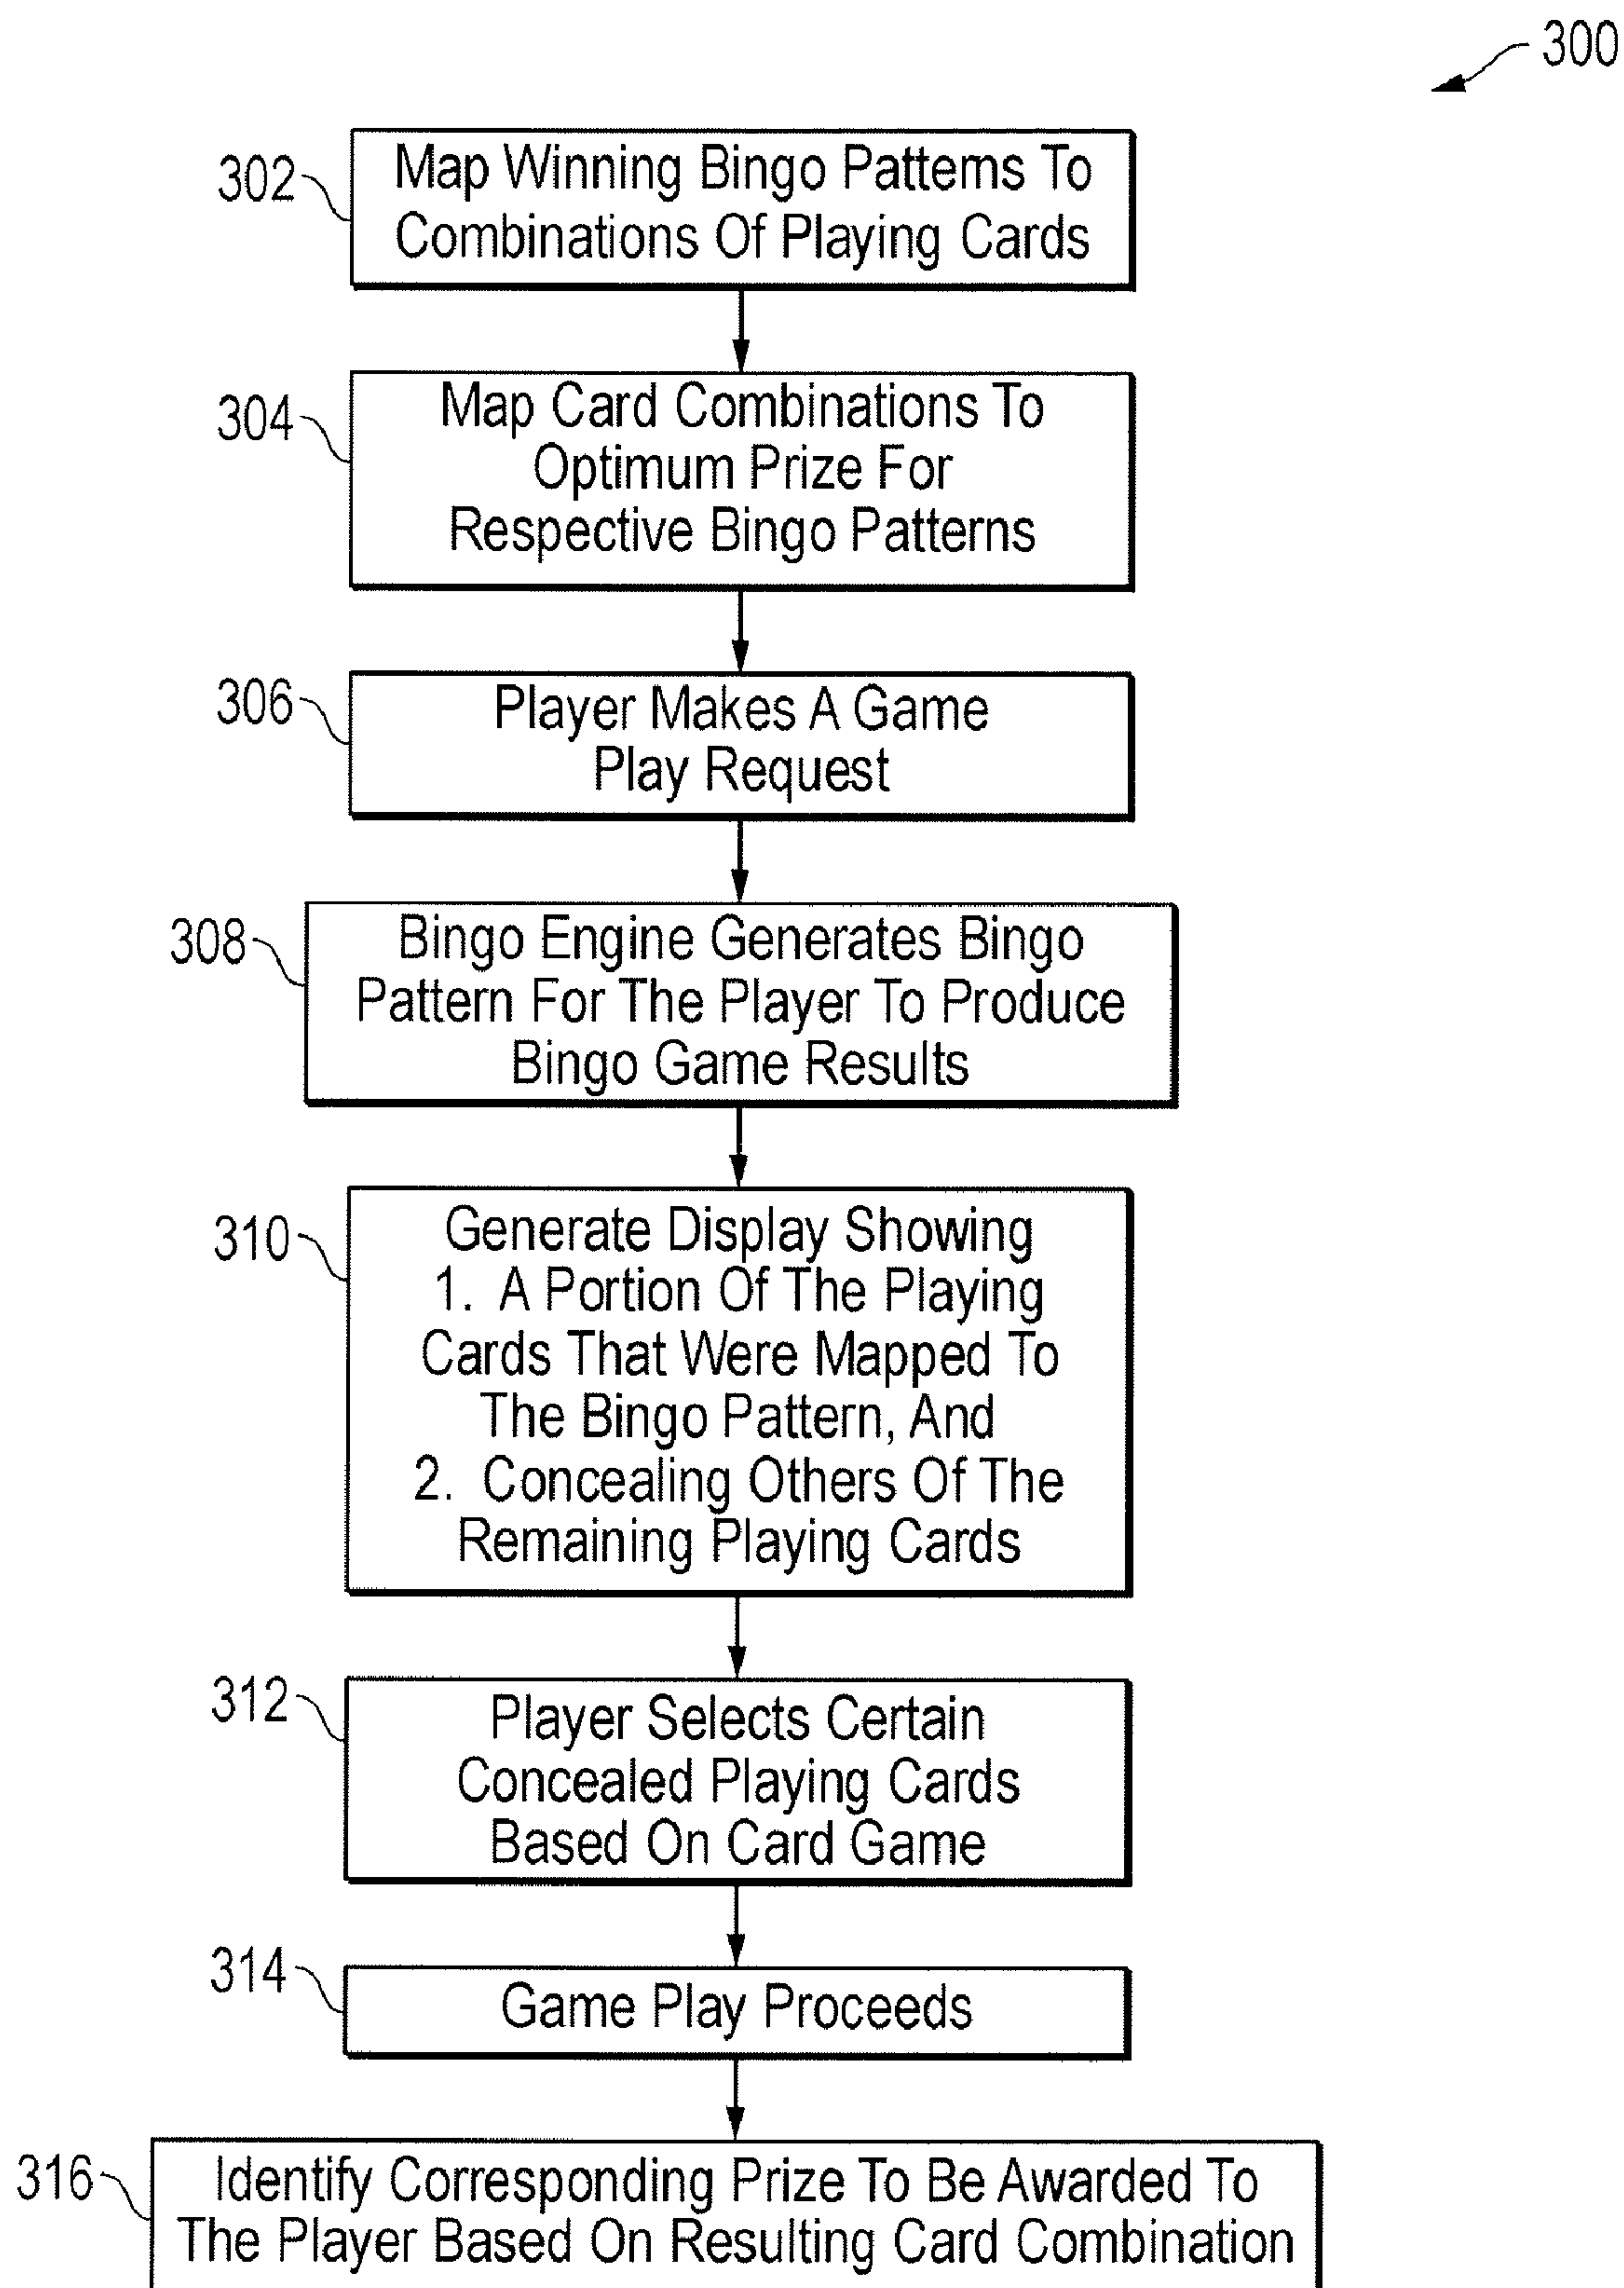 300
302
Map Winning Bingo Patterns To
Combinations Of Playing Cards
304
Map Card Combinations To
Optimum Prize For
Respective Bingo Patterns
306
Player Makes A Game
Play Request
308
Bingo Engine Generates Bingo
Pattern For The Player To Produce
Bingo Game Results
310
Generate Display Showing
1. A Portion Of The Playing
Cards That Were Mapped To
The Bingo Pattern, And
2. Concealing Others Of The
Remaining Playing Cards
312
Player Selects Certain
Concealed Playing Cards
Based On Card Game
314
Game Play Proceeds
316
Identify Corresponding Prize To Be Awarded To
The Player Based On Resulting Card Combination